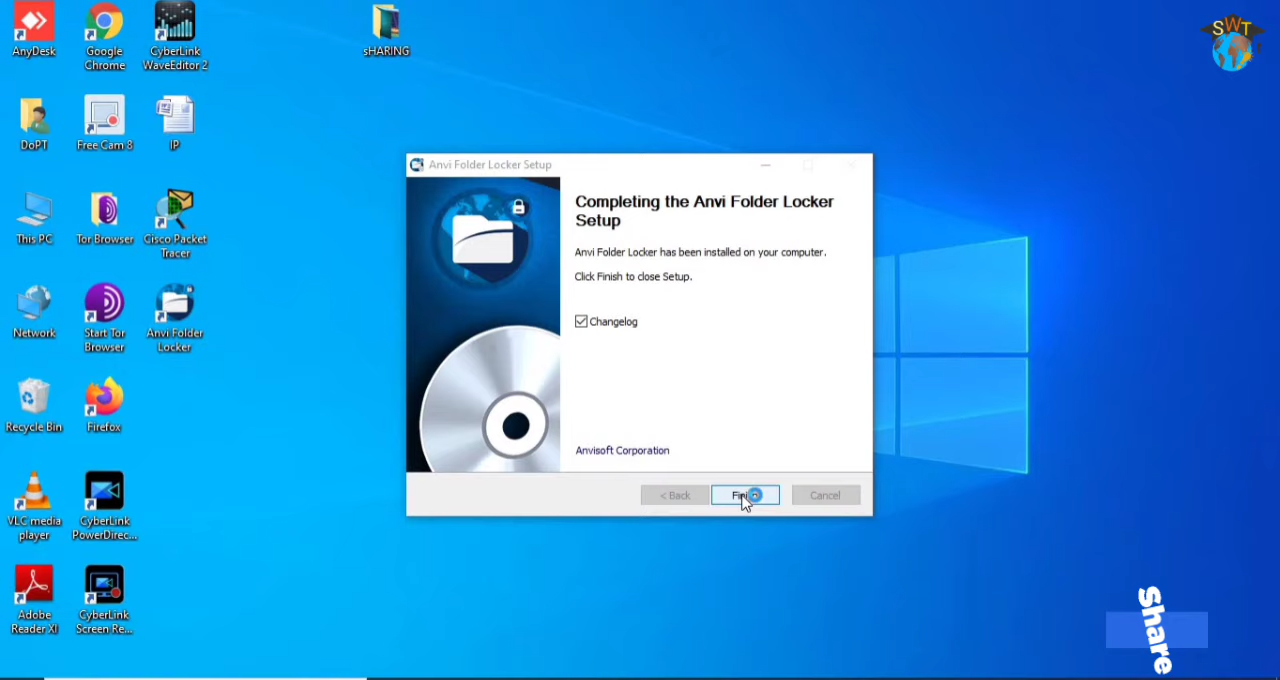 AnyDesk
Google
Chrome
CyberLink
WaveEditor 2
sHARING
SWT
DoPT
Free Cam 8
IP
This PC
Tor Browser
Cisco Packet
Tracer
Network
Start Tor
Browser
Anvi Folder
Locker
Recycle Bin
Firefox
VLC media
player
CyberLink
PowerDirec...
Adobe
Reader XI
CyberLink
Screen Re...
Anvi Folder Locker Setup
Completing the Anvi Folder Locker
Setup
Anvi Folder Locker has been installed on your computer.
Click Finish to close Setup.
Changelog
Anvisoft Corporation
< Back
Cancel
Share